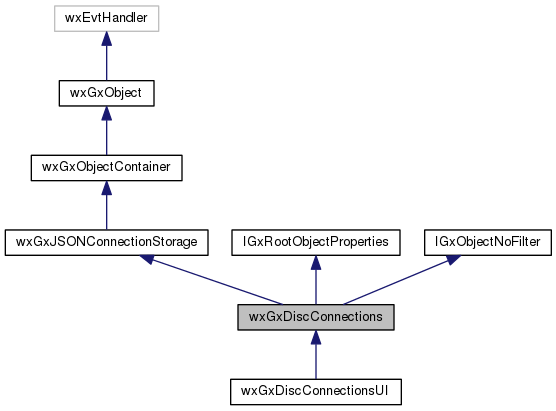 wxEvtHandler
wxGxObject
wxGxObjectContainer
wxGxJSONConnectionStorage
IGxRootObjectProperties
IGxObjectNoFilter
wxGxDiscConnections
wxGxDiscConnectionsUI